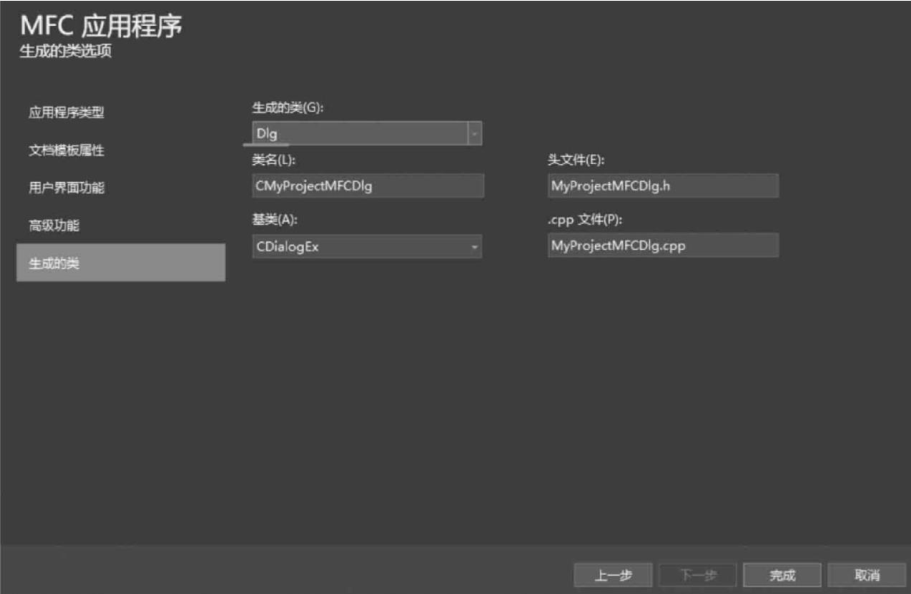 MFC 应用程序
生成的类选项
应用程序类型
文档模板属性
用户界面功能
高级功能
生成的类
生成的类(G):
Dlg
类名(L):
头文件(E):
CMyProjectMFCDlg
MyProjectMFCDlg.h
基类(A):
.cpp 文件(P):
CDialogEx
MyProjectMFCDlg.cpp
上一步
下一步
完成
取消